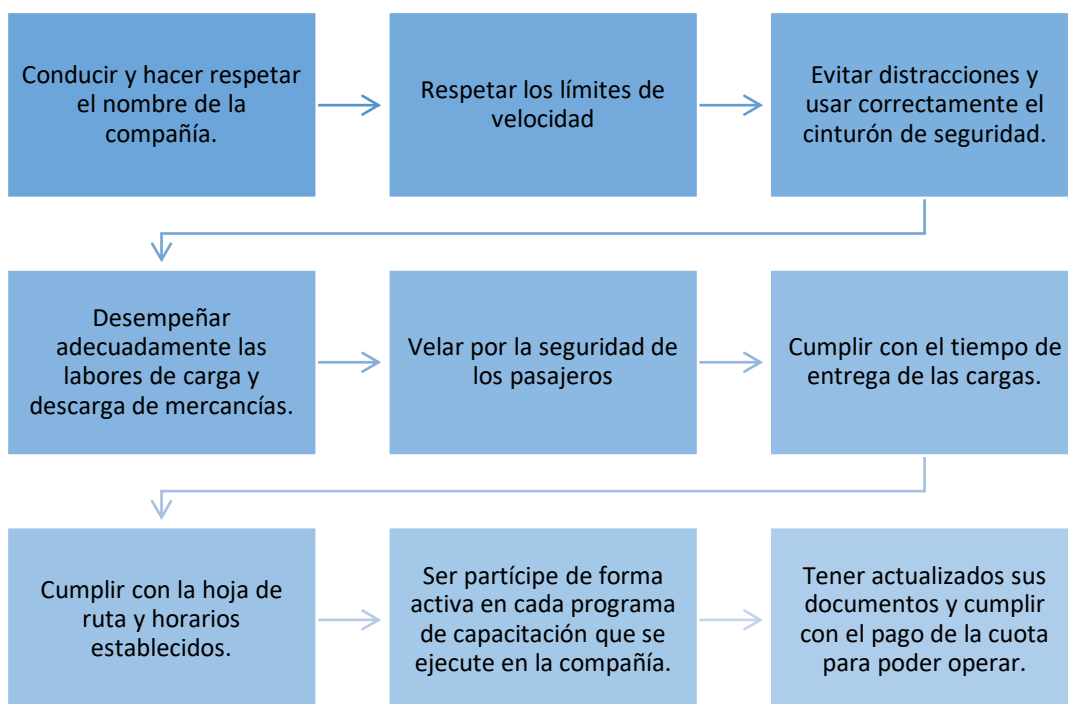 Conducir y hacer respetar
el nombre de la
compañía.
Respetar los límites de
velocidad
Evitar distracciones y
usar correctamente el
cinturón de seguridad.
Desempeñar
adecuadamente las
labores de carga y
descarga de mercancías.
Velar por la seguridad de
los pasajeros
Cumplir con el tiempo de
entrega de las cargas.
Cumplir con la hoja de
ruta y horarios
establecidos.
Ser partícipe de forma
activa en cada programa
de capacitación que se
ejecute en la compañía.
Tener actualizados sus
documentos y cumplir
con el pago de la cuota
para poder operar.